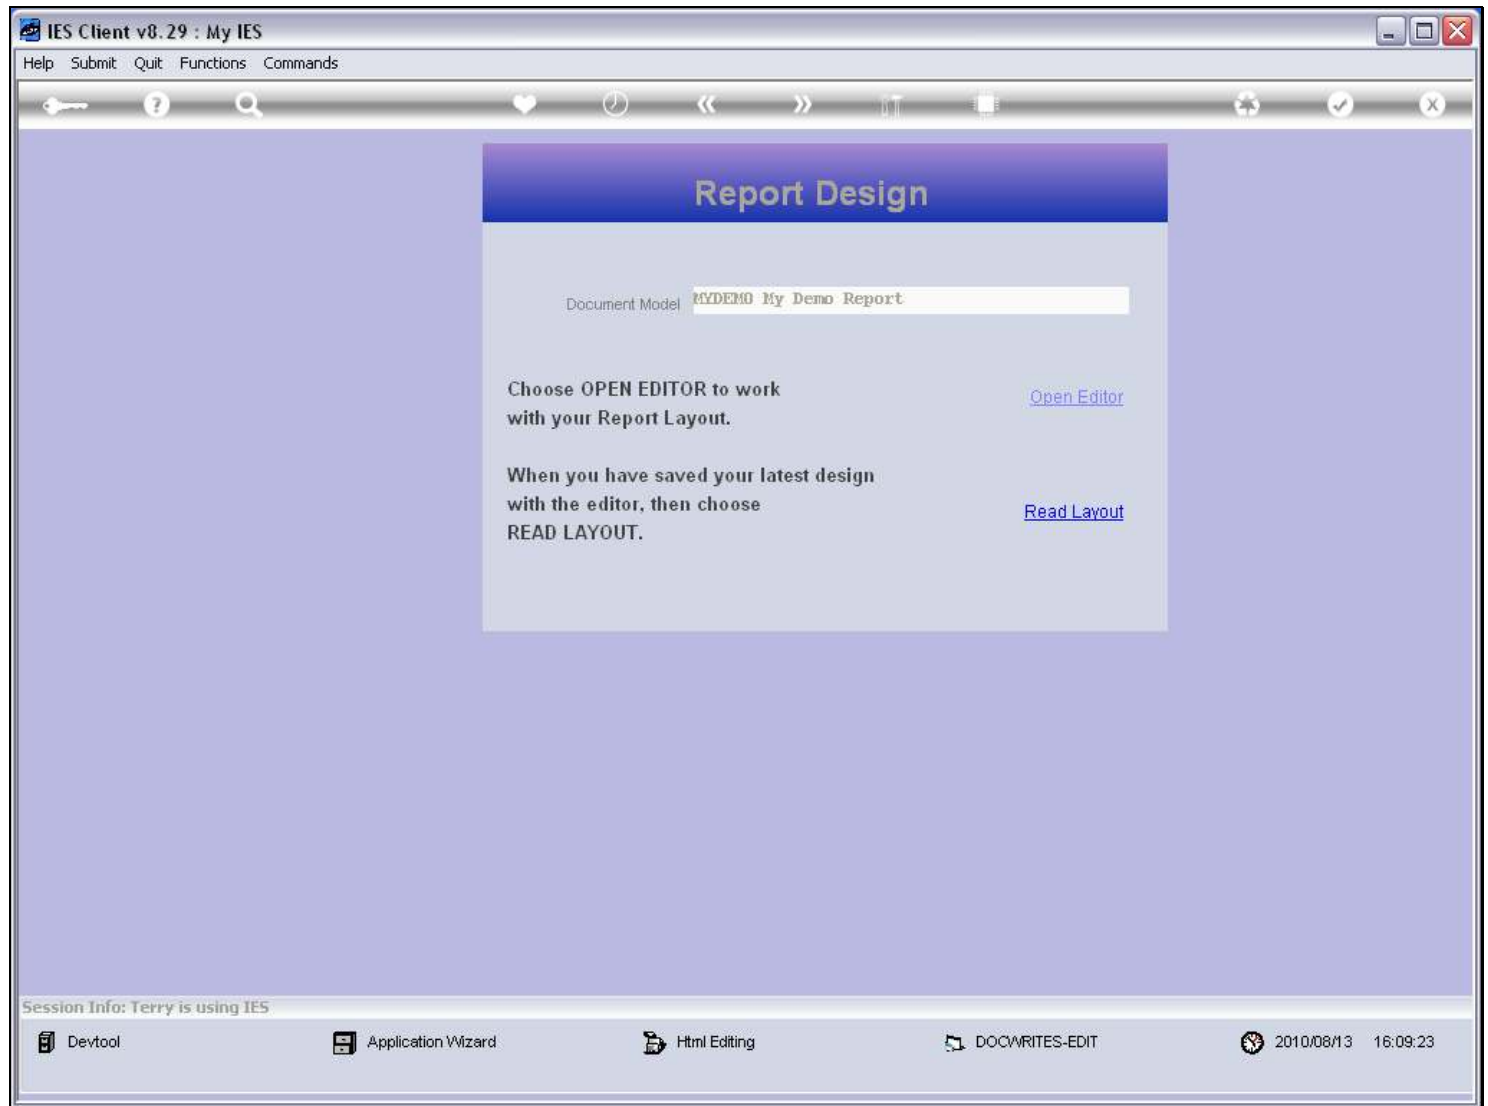 IES Client v8.29 : My IES
Help Submit Quit Functions Commands
Report Design
Document Model MYDEMO My Demo Report
Choose OPEN EDITOR to work
with your Report Layout.
Open Editor
When you have saved your latest design
with the editor, then choose
READ LAYOUT.
Read Layout
Session Info: Terry is using IES
Devtool Application Wizard Html Editing DOCWRITES-EDIT 2010/08/13 16:09:23